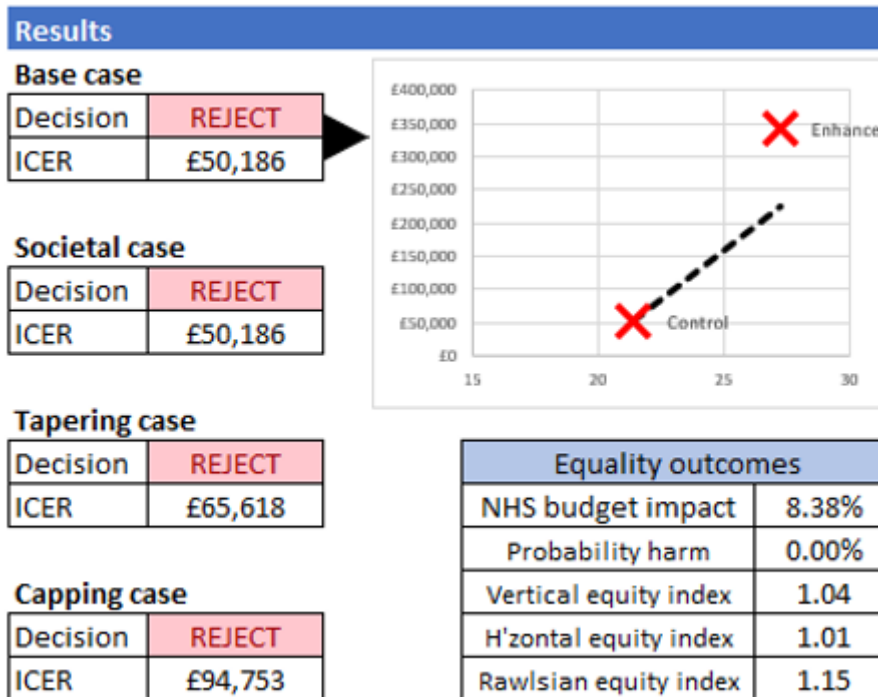 Results
Base case
Decision REJECT
ICER £50,186
Societal case
Decision REJECT
ICER £50,186
Tapering case
Decision REJECT
ICER £65,618
Capping case
Decision REJECT
ICER £94,753
£400,000
£350,000
£300,000
£250,000
£200,000
£150,000
£100,000
£50,000
£0
15 20 25 30
Enhance
Control
Equality outcomes
NHS budget impact 8.38%
Probability harm 0.00%
Vertical equity index 1.04
H'zontal equity index 1.01
Rawlsian equity index 1.15